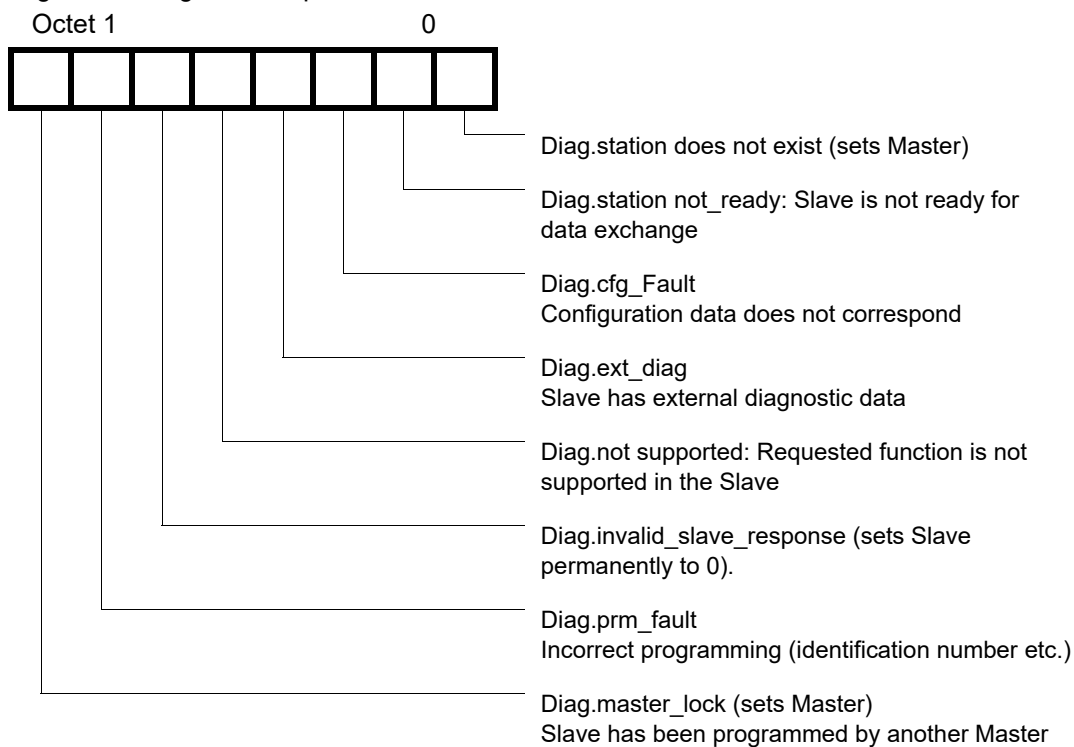 Octet 1 0
Diag.station does not exist (sets Master)
Diag.station not_ready: Slave is not ready for
data exchange
Diag.cfg_Fault
Configuration data does not correspond
Diag.ext_diag
Slave has external diagnostic data
Diag.not supported: Requested function is not
supported in the Slave
Diag.invalid_slave_response (sets Slave
permanently to 0).
Diag.prm_fault
Incorrect programming (identification number etc.)
Diag.master_lock (sets Master)
Slave has been programmed by another Master